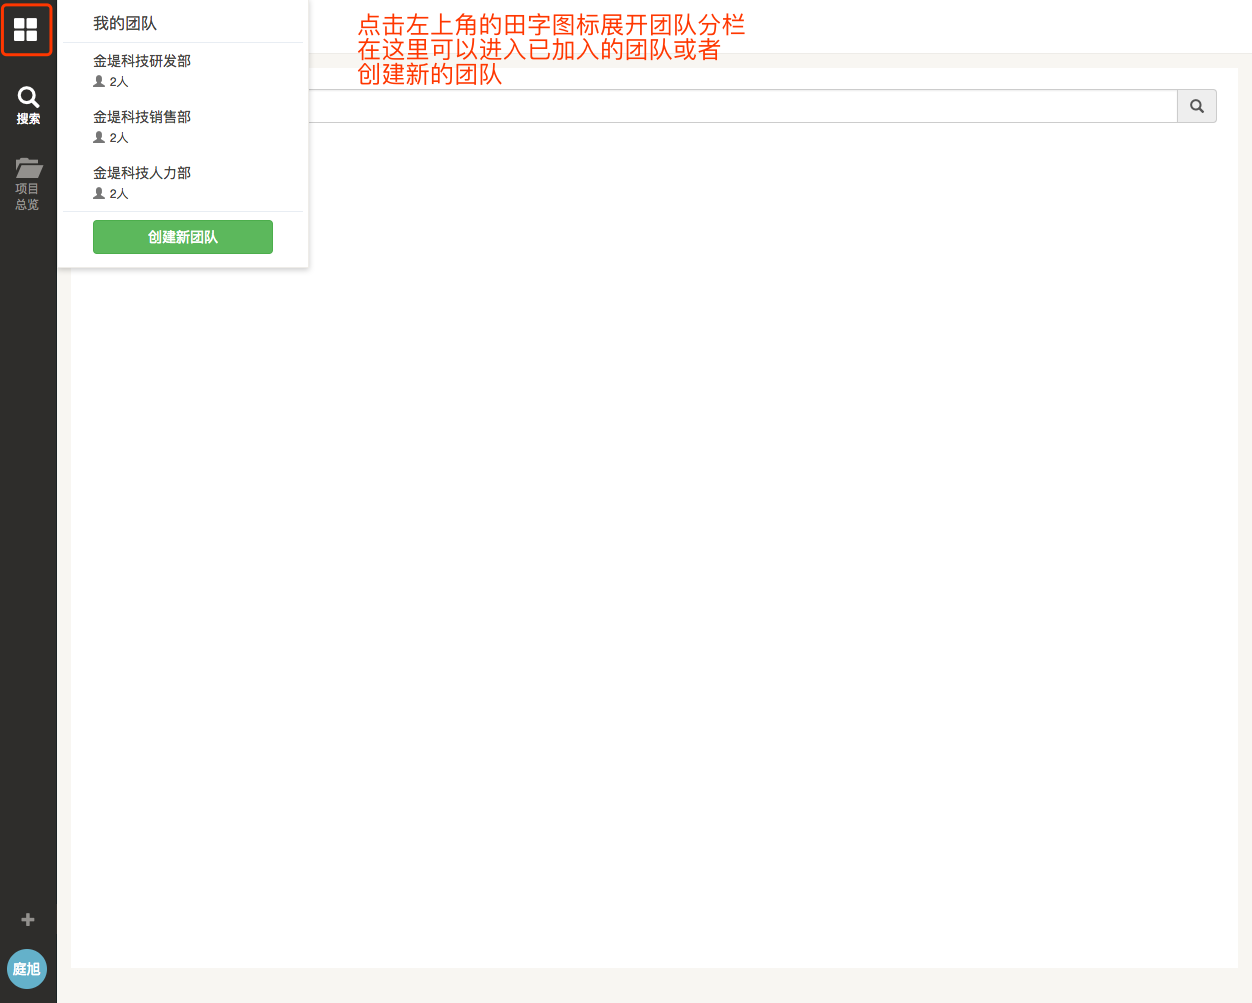 我的团队
点击左上角的田字图标展开团队分栏
在这里可以进入已加入的团队或者
创建新的团队
金堤科技研发部
2人
金堤科技销售部
2人
金堤科技人力部
2人
创建新团队
搜索
项目
总览
庭旭